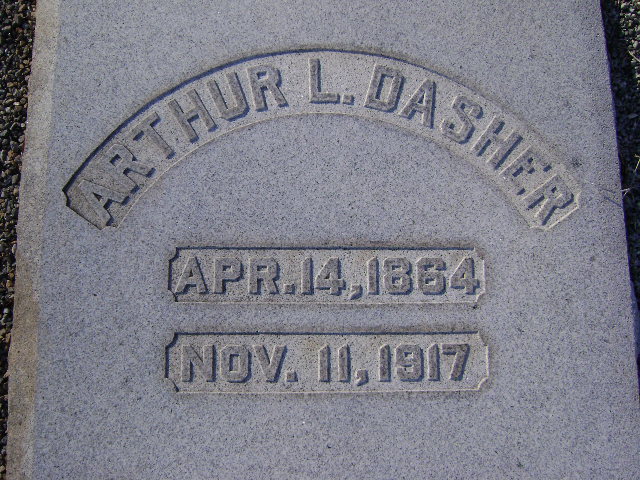 ARTHUR L. DASHER
APR. 14, 1864
NOV. 11, 1917